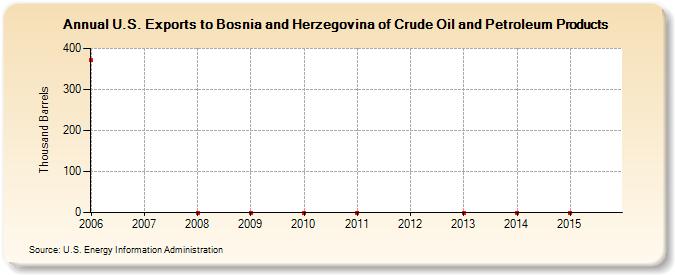 Annual U.S. Exports to Bosnia and Herzegovina of Crude Oil and Petroleum Products
Thousand Barrels
400
300
200
100
0
2006 2007 2008 2009 2010 2011 2012 2013 2014 2015
Source: U.S. Energy Information Administration